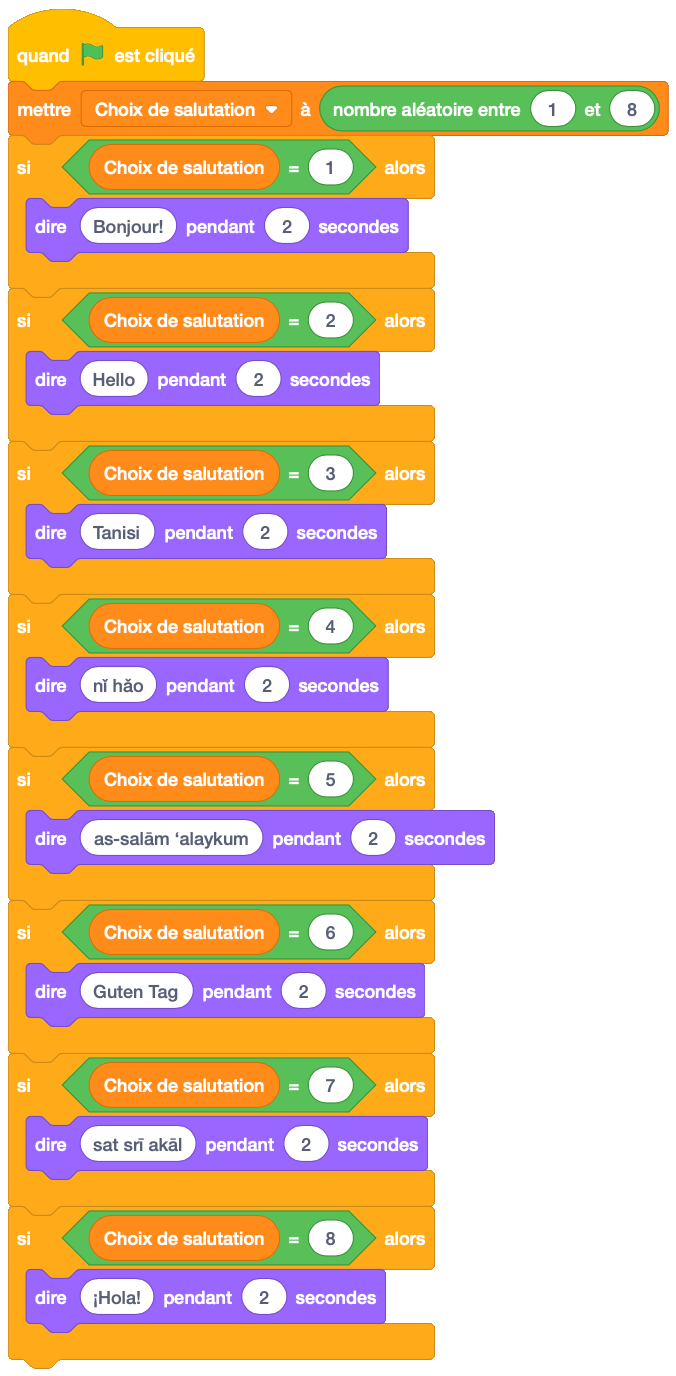 quand est cliqué
mettre Choix de salutation à nombre aléatoire entre 1 et 8
si Choix de salutation = 1 alors
dire Bonjour! pendant 2 secondes
si Choix de salutation = 2 alors
dire Hello pendant 2 secondes
si Choix de salutation = 3 alors
dire Tanisi pendant 2 secondes
si Choix de salutation = 4 alors
dire nǐ hǎo pendant 2 secondes
si Choix de salutation = 5 alors
dire as-salām ‘alaykum pendant 2 secondes
si Choix de salutation = 6 alors
dire Guten Tag pendant 2 secondes
si Choix de salutation = 7 alors
dire sat srī akāl pendant 2 secondes
si Choix de salutation = 8 alors
dire ¡Hola! pendant 2 secondes